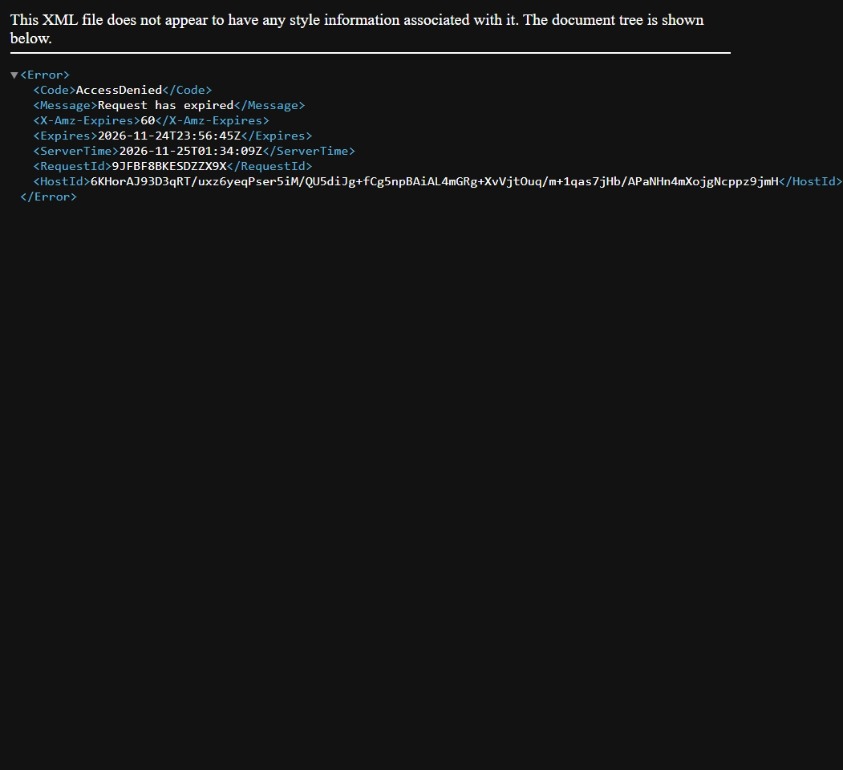 This XML file does not appear to have any style information associated with it. The document tree is shown
below.
▼<Error>
<Code>AccessDenied</Code>
<Message>Request has expired</Message>
<X-Amz-Expires>60</X-Amz-Expires>
<Expires>2026-11-24T23:56:45Z</Expires>
<ServerTime>2026-11-25T01:34:09Z</ServerTime>
<RequestId>9JFBF8BKESDZZX9X</RequestId>
<HostId>6KHorAJ93D3qRT/uxz6yeqPser5iM/QU5diJg+fCg5npBAiAL4mGRg+XvVjtOuq/m+1qas7jHb/APaNHn4mXojgNcppz9jmH</HostId>
</Error>